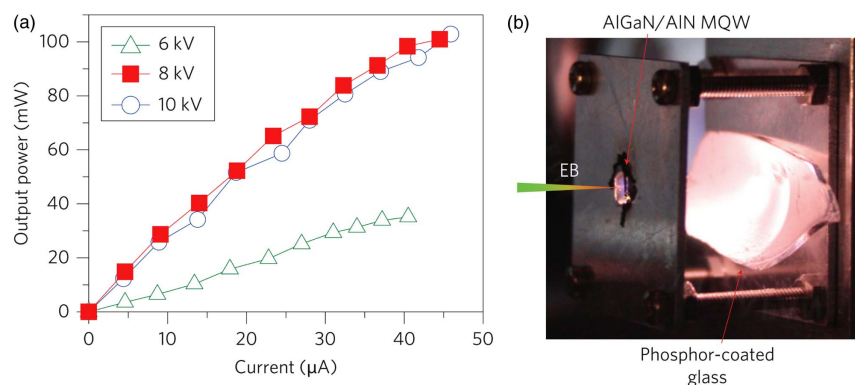 (a)
100
80
60
40
20
0
Output power (mW)
6 kV
8 kV
10 kV
0 10 20 30 40 50
Current (μA)
(b)
AlGaN/AlN MQW
EB
Phosphor-coated
glass